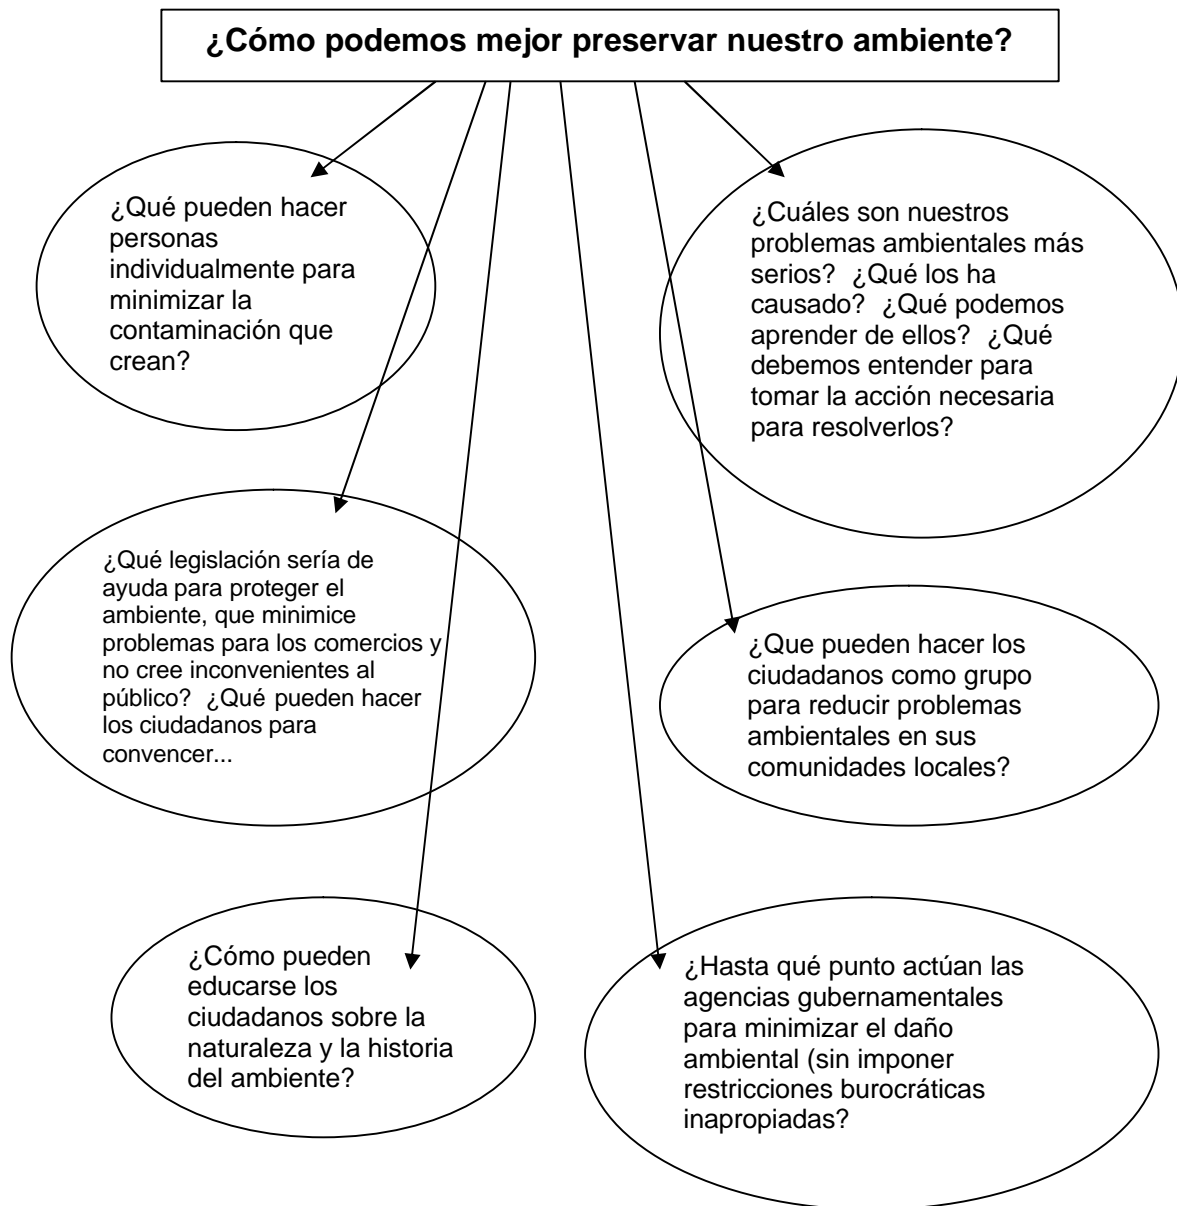 ¿Cómo podemos mejor preservar nuestro ambiente?
¿Qué pueden hacer
personas
individualmente para
minimizar la
contaminación que
crean?
¿Cuáles son nuestros
problemas ambientales más
serios?  ¿Qué los ha
causado?  ¿Qué podemos
aprender de ellos?  ¿Qué
debemos entender para
tomar la acción necesaria
para resolverlos?
¿Qué legislación sería de
ayuda para proteger el
ambiente, que minimice
problemas para los comercios y
no cree inconvenientes al
público?  ¿Qué pueden hacer
los ciudadanos para
convencer...
¿Que pueden hacer los
ciudadanos como grupo
para reducir problemas
ambientales en sus
comunidades locales?
¿Cómo pueden
educarse los
ciudadanos sobre la
naturaleza y la historia
del ambiente?
¿Hasta qué punto actúan las
agencias gubernamentales
para minimizar el daño
ambiental (sin imponer
restricciones burocráticas
inapropiadas?